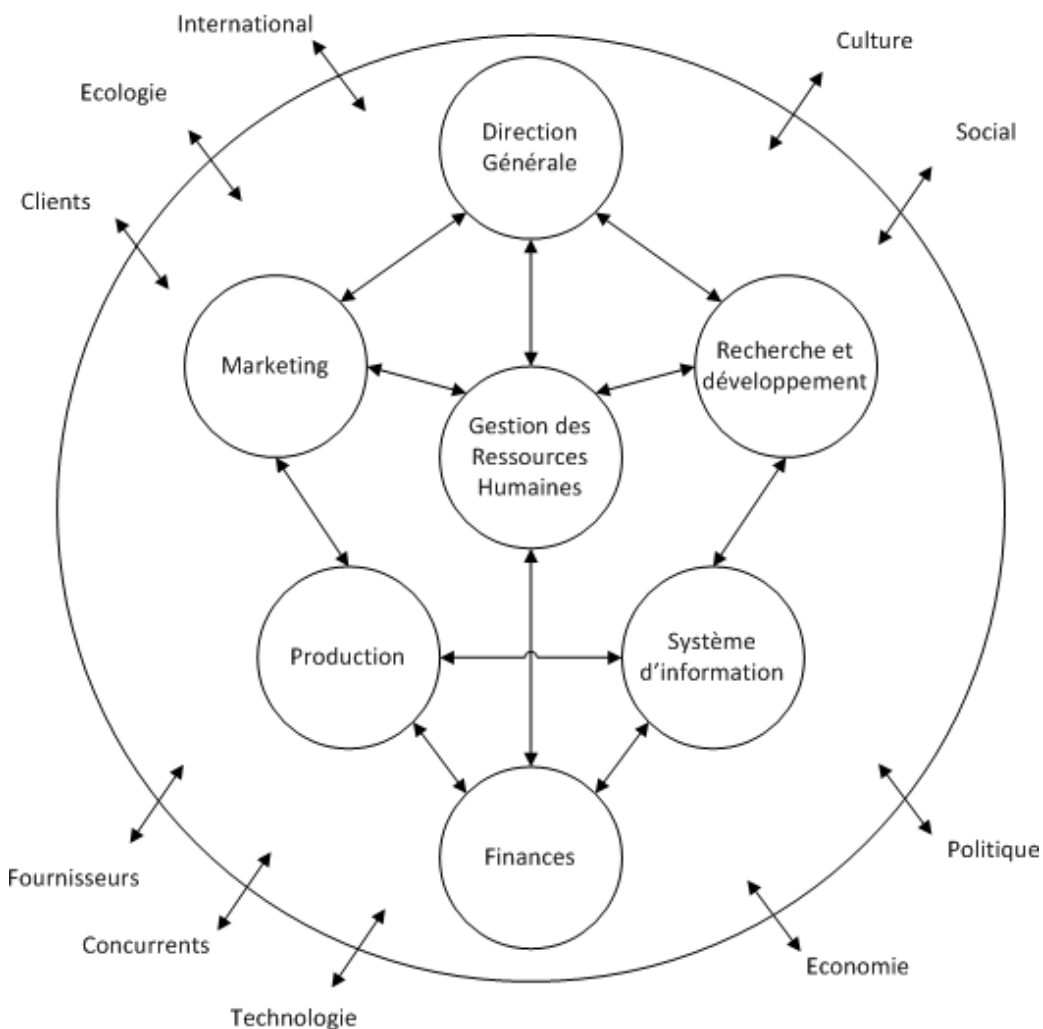 International
Culture
Ecologie
Direction
Générale
Social
Clients
Marketing
Recherche et
développement
Gestion des
Ressources
Humaines
Production
Système
d'information
Finances
Politique
Fournisseurs
Concurrents
Economie
Technologie